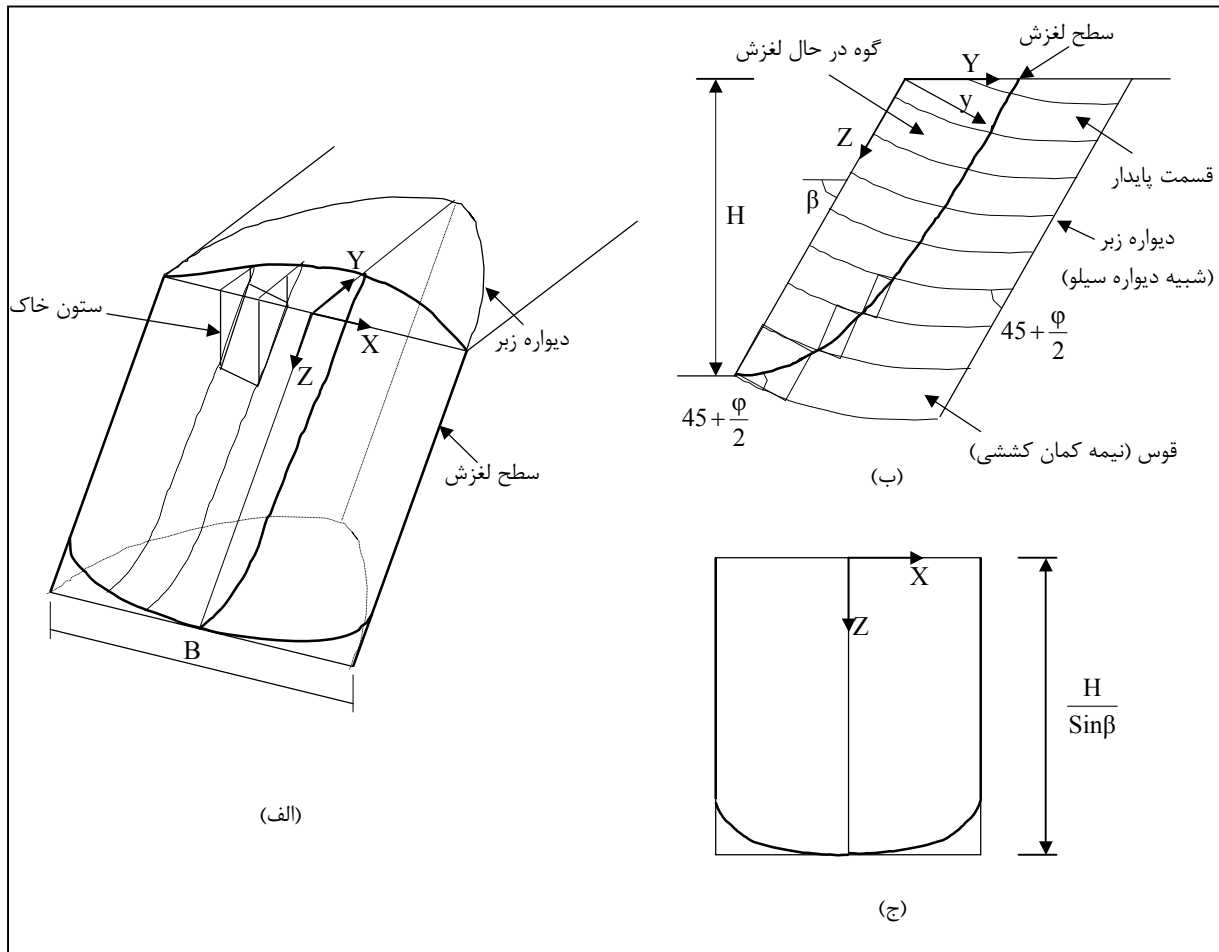 سطح لغزش
گوه در حال لغزش
Y
y
Z
قسمت پایدار
β
H
دیواره زبر
(شبیه دیواره سیلو)
45+φ/2
45+φ/2
قوس (نیمه کمان کششی)
(ب)
Y
ستون خاک
X
دیواره زبر
Z
سطح لغزش
B
(الف)
X
Z
H/Sinβ
(ج)